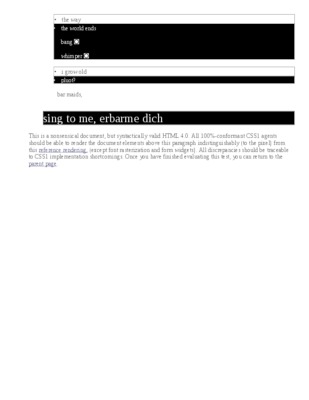 the way
the world ends
bang
whimper
i grow old
pluot?
bar maids,
sing to me, erbarme dich
This is a nonsensical document, but syntactically valid HTML 4.0. All 100%-conformant CSS1 agents
should be able to render the document elements above this paragraph indistinguishably (to the pixel) from
this reference rendering, (except font rasterization and form widgets). All discrepancies should be traceable
to CSS1 implementation shortcomings. Once you have finished evaluating this test, you can return to the
parent page.